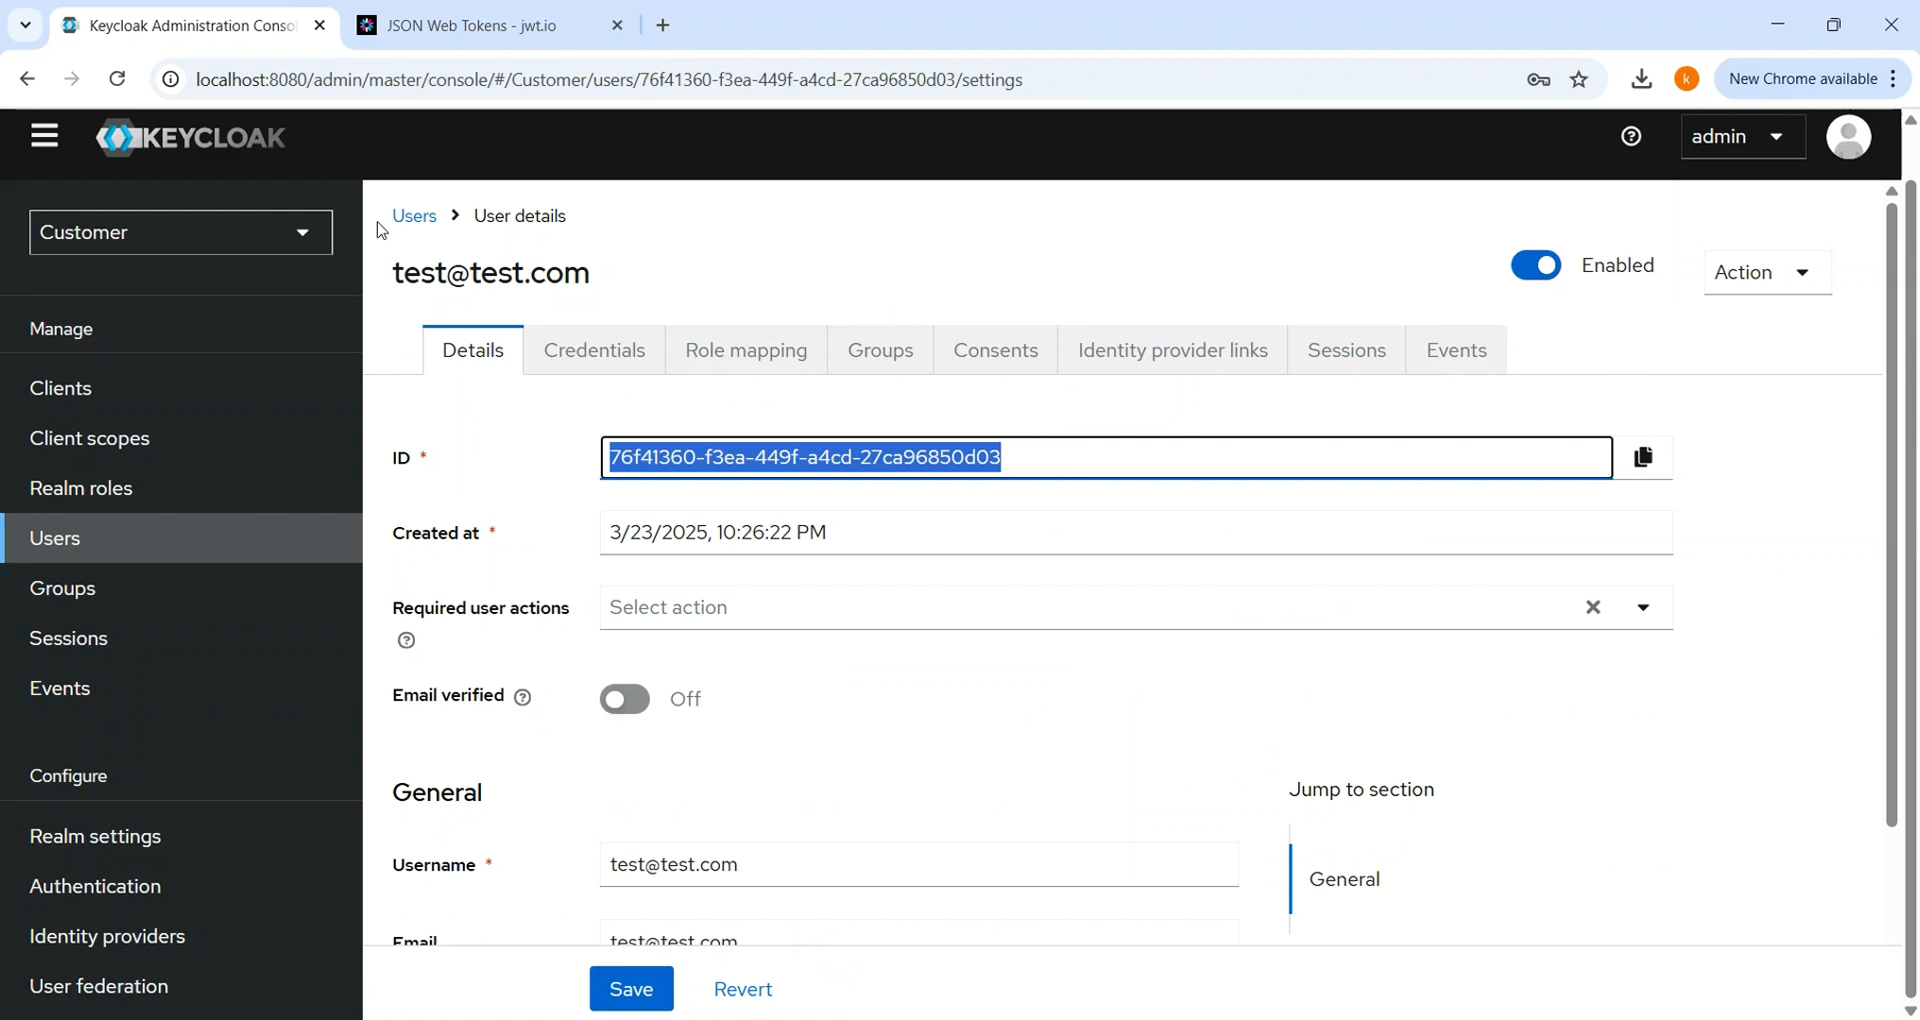 Keycloak Administration Conso
JSON Web Tokens - jwt.io
localhost:8080/admin/master/console/#/Customer/users/76f41360-f3ea-449f-a4cd-27ca96850d03/settings
k
New Chrome available
KEYCLOAK
admin
Customer
Manage
Clients
Client scopes
Realm roles
Users
Groups
Sessions
Events
Configure
Realm settings
Authentication
Identity providers
User federation
Users > User details
test@test.com
Enabled
Action
Details
Credentials
Role mapping
Groups
Consents
Identity provider links
Sessions
Events
ID *
76f41360-f3ea-449f-a4cd-27ca96850d03
Created at *
3/23/2025, 10:26:22 PM
Required user actions
Select action
Email verified
Off
General
Jump to section
Username *
test@test.com
General
Email
test@test.com
Save
Revert